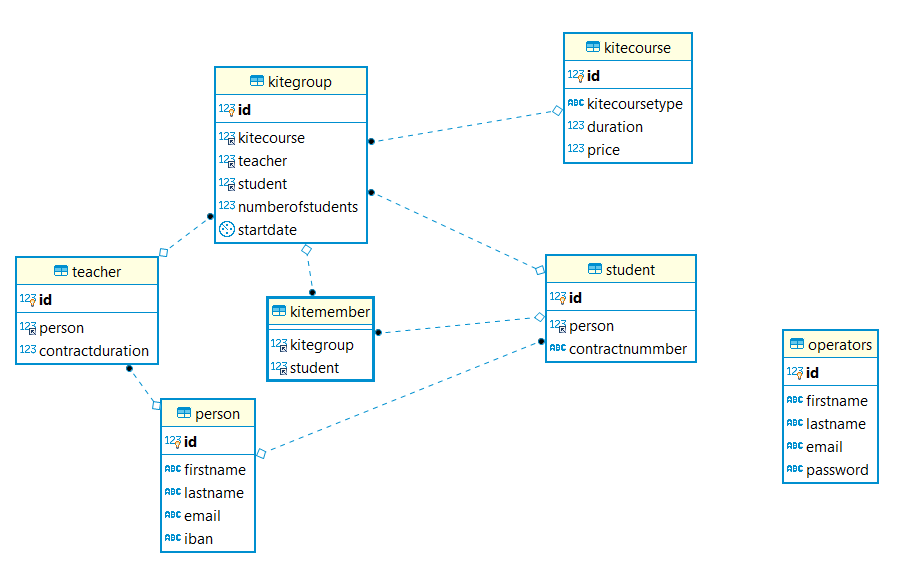 kitecourse
123 id
ABC kitecoursetype
123 duration
123 price
kitegroup
123 id
123 kitecourse
123 teacher
123 student
123 numberofstudents
startdate
teacher
123 id
123 person
123 contractduration
kitemember
123 kitegroup
123 student
student
123 id
123 person
ABC contractnummber
operators
123 id
ABC firstname
ABC lastname
ABC email
ABC password
person
123 id
ABC firstname
ABC lastname
ABC email
ABC iban